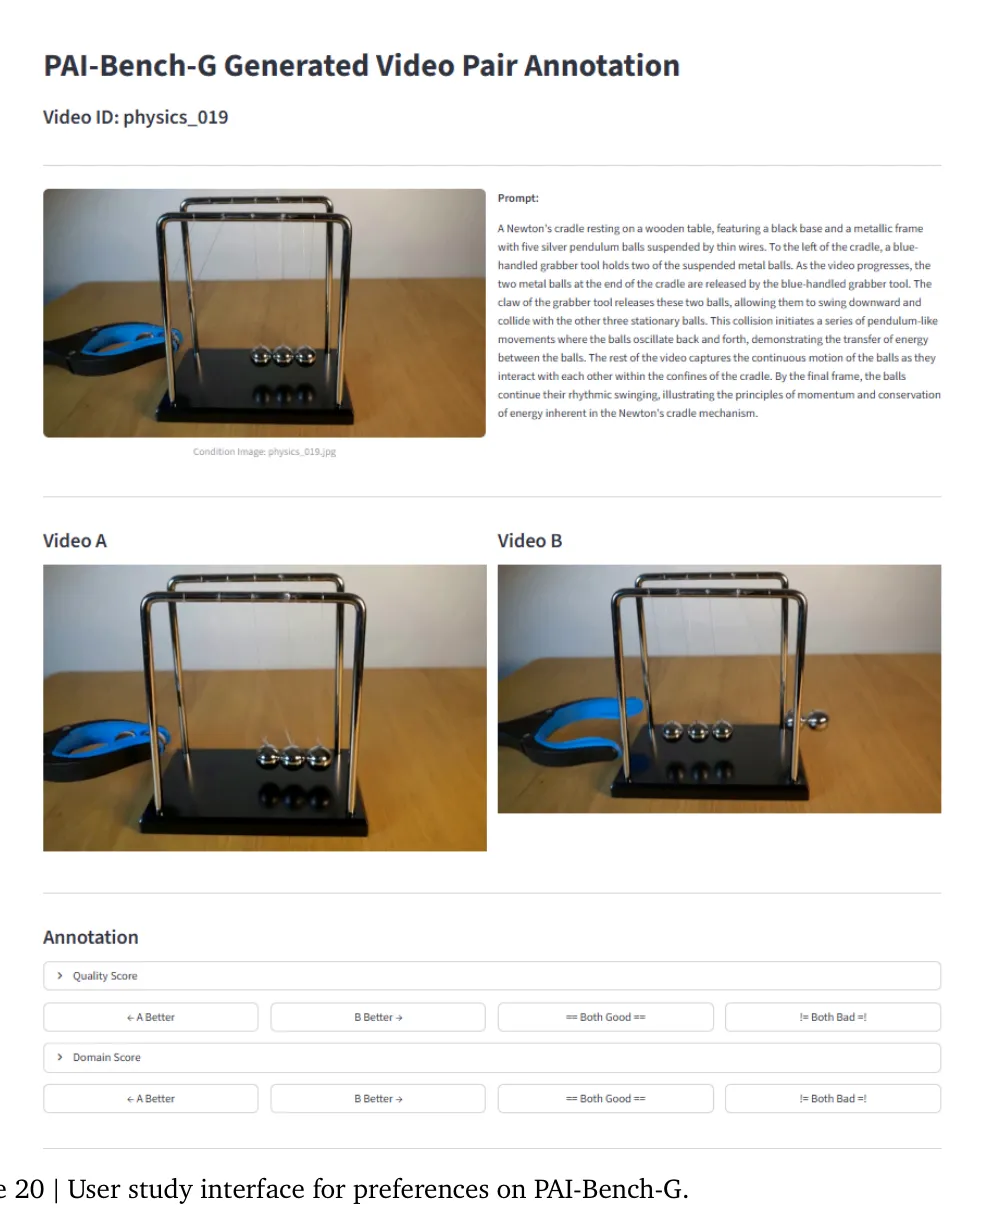 PAI-Bench-G Generated Video Pair Annotation
Video ID: physics_019
Prompt:
A Newton's cradle resting on a wooden table, featuring a black base and a metallic frame
with five silver pendulum balls suspended by thin wires. To the left of the cradle, a blue-
handled grabber tool holds two of the suspended metal balls. As the video progresses, the
two metal balls at the end of the cradle are released by the blue-handled grabber tool. The
claw of the grabber tool releases these two balls, allowing them to swing downward and
collide with the other three stationary balls. This collision initiates a series of pendulum-like
movements where the balls oscillate back and forth, demonstrating the transfer of energy
between the balls. The rest of the video captures the continuous motion of the balls as they
interact with each other within the confines of the cradle. By the final frame, the balls
continue their rhythmic swinging, illustrating the principles of momentum and conservation
of energy inherent in the Newton's cradle mechanism.
Condition Image: physics_019.jpg
Video A
Video B
Annotation
> Quality Score
← A Better
B Better →
== Both Good ==
!= Both Bad =!
> Domain Score
← A Better
B Better →
== Both Good ==
!= Both Bad =!
e 20 | User study interface for preferences on PAI-Bench-G.